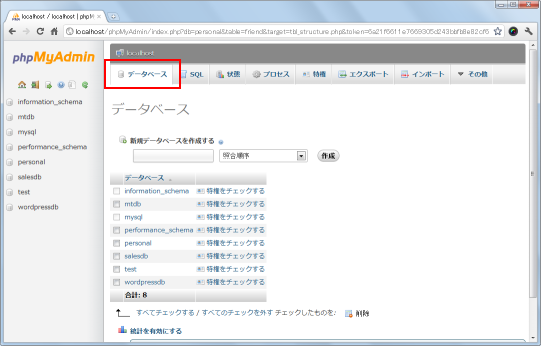 localhost / localhost | phpM
localhost/phpMyAdmin/index.php?db=personal&table=friend&target=tbl_structure.php&token=
phpMyAdmin
localhost
データベース SQL 状態 プロセス 特権 エクスポート インポート その他
information_schema
mtdb
mysql
performance_schema
personal
salesdb
test
wordpressdb
データベース
新規データベースを作成する
照合順序 作成
データベース
information_schema 特権をチェックする
mtdb 特権をチェックする
mysql 特権をチェックする
performance_schema 特権をチェックする
personal 特権をチェックする
salesdb 特権をチェックする
test 特権をチェックする
wordpressdb 特権をチェックする
合計: 8
すべてチェックする / すべてのチェックを外す チェックしたものを: 削除
統計を有効にする